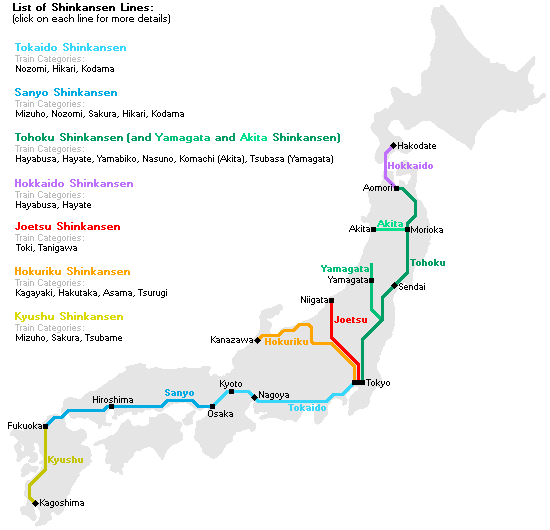 List of Shinkansen Lines:
(click on each line for more details)
Tokaido Shinkansen
Train Categories:
Nozomi, Hikari, Kodama
Sanyo Shinkansen
Train Categories:
Mizuho, Nozomi, Sakura, Hikari, Kodama
Tohoku Shinkansen (and Yamagata and Akita Shinkansen)
Train Categories:
Hayabusa, Hayate, Yamabiko, Nasuno, Komachi (Akita), Tsubasa (Yamagata)
Hokkaido Shinkansen
Train Categories:
Hayabusa, Hayate
Joetsu Shinkansen
Train Categories:
Toki, Tanigawa
Hokuriku Shinkansen
Train Categories:
Kagayaki, Hakutaka, Asama, Tsurugi
Kyushu Shinkansen
Train Categories:
Mizuho, Sakura, Tsubame
Hakodate
Hokkaido
Aomori
Akita
Akita
Morioka
Tohoku
Yamagata
Yamagata
Sendai
Niigata
Joetsu
Kanazawa
Hokuriku
Tokyo
Kyoto
Nagoya
Tokaido
Sanyo
Hiroshima
Osaka
Fukuoka
Kyushu
Kagoshima